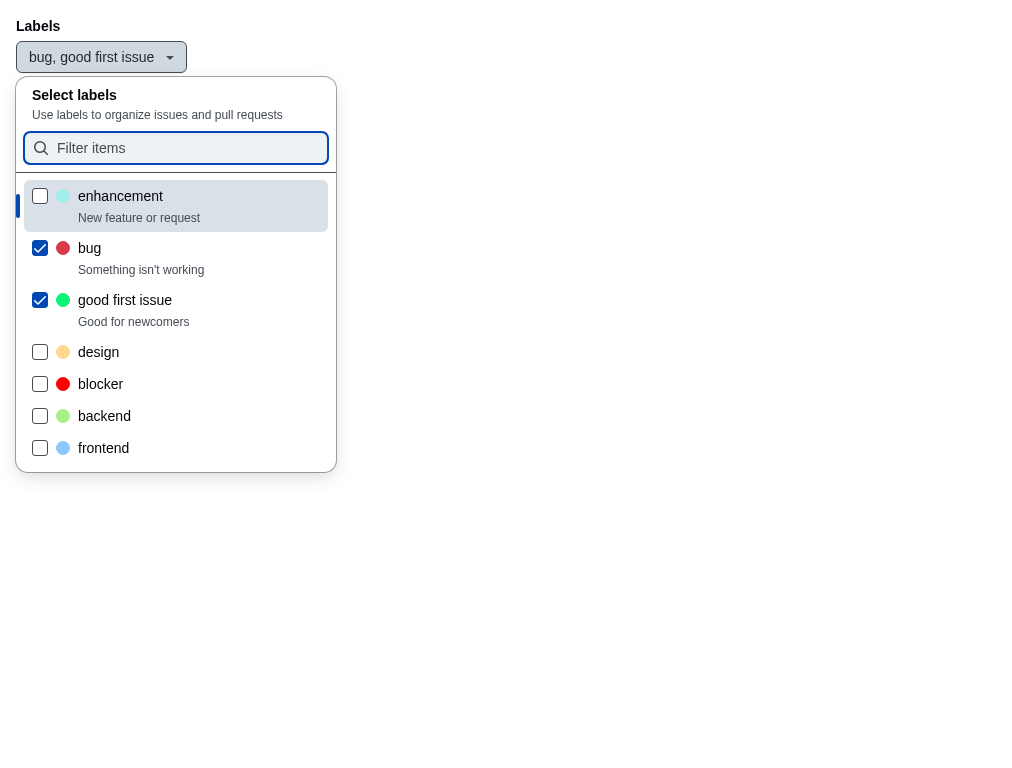 Labels
bug, good first issue
Select labels
Use labels to organize issues and pull requests
Filter items
enhancement
New feature or request
bug
Something isn't working
good first issue
Good for newcomers
design
blocker
backend
frontend